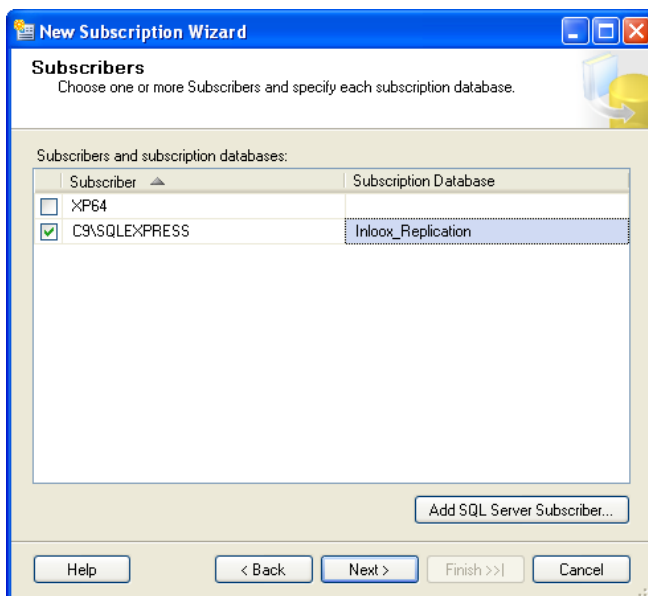 New Subscription Wizard
Subscribers
Choose one or more Subscribers and specify each subscription database.
Subscribers and subscription databases:
Subscriber Subscription Database
XP64
C9\SQLEXPRESS Inloox_Replication
Add SQL Server Subscriber...
Help < Back Next > Finish >>| Cancel